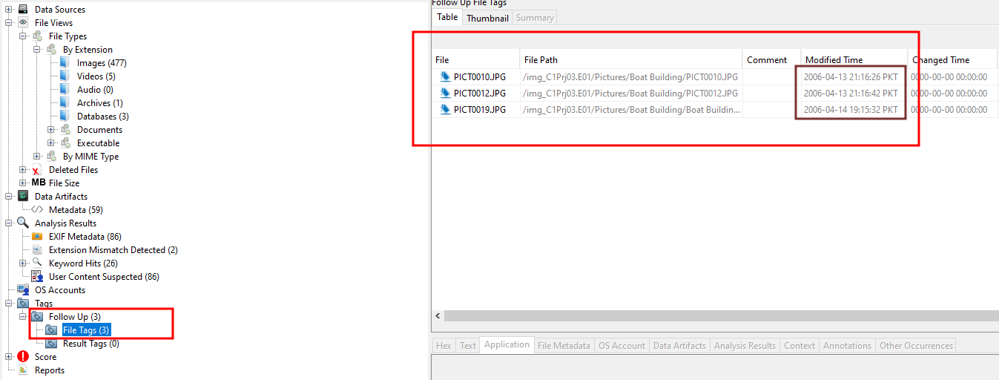 Data Sources
File Views
File Types
By Extension
Images (477)
Videos (5)
Audio (0)
Archives (1)
Databases (3)
Documents
Executable
By MIME Type
Deleted Files
MB File Size
Data Artifacts
Metadata (59)
Analysis Results
EXIF Metadata (86)
Extension Mismatch Detected (2)
Keyword Hits (26)
User Content Suspected (86)
OS Accounts
Tags
Follow Up (3)
File Tags (3)
Result Tags (0)
Score
Reports
Follow Up File Tags
Table Thumbnail Summary
File File Path Comment Modified Time Changed Time
PICT0010.JPG /img_C1Prj03.E01/Pictures/Boat Building/PICT0010.JPG 2006-04-13 21:16:26 PKT 0000-00-00 00:00:00
PICT0012.JPG /img_C1Prj03.E01/Pictures/Boat Building/PICT0012.JPG 2006-04-13 21:16:42 PKT 0000-00-00 00:00:00
PICT0019.JPG /img_C1Prj03.E01/Pictures/Boat Building/Boat Buildin... 2006-04-14 19:15:32 PKT 0000-00-00 00:00:00
Hex Text Application File Metadata OS Account Data Artifacts Analysis Results Context Annotations Other Occurrences